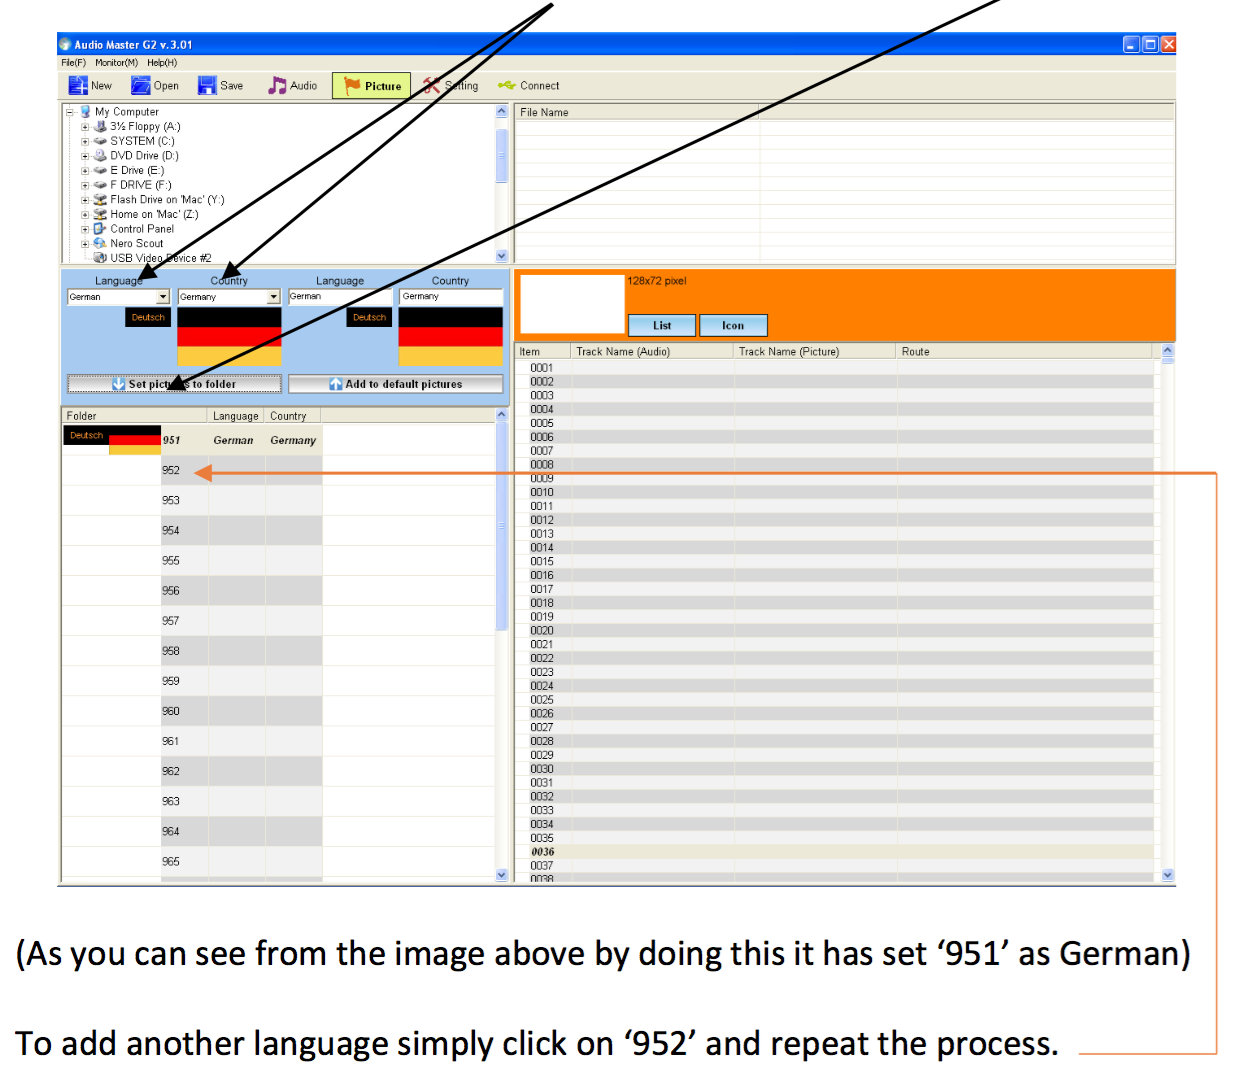 Audio Master G2 v.3.01
File(F) Monitor(M) Help(H)
New Open Save Audio Picture Setting Connect
My Computer
3½ Floppy (A:)
SYSTEM (C:)
DVD Drive (D:)
E Drive (E:)
F DRIVE (F:)
Flash Drive on 'Mac' (Y:)
Home on 'Mac' (Z:)
Control Panel
Nero Scout
USB Video Device #2
File Name
Language Country Language Country
German Germany German Germany
Deutsch Deutsch
Set pictures to folder Add to default pictures
128x72 pixel
List Icon
Folder Language Country
Deutsch 951 German Germany
952
953
954
955
956
957
958
959
960
961
962
963
964
965
Item Track Name (Audio) Track Name (Picture) Route
0001
0002
0003
0004
0005
0006
0007
0008
0009
0010
0011
0012
0013
0014
0015
0016
0017
0018
0019
0020
0021
0022
0023
0024
0025
0026
0027
0028
0029
0030
0031
0032
0033
0034
0035
0036
0037
0038
(As you can see from the image above by doing this it has set ‘951’ as German)
To add another language simply click on ‘952’ and repeat the process.